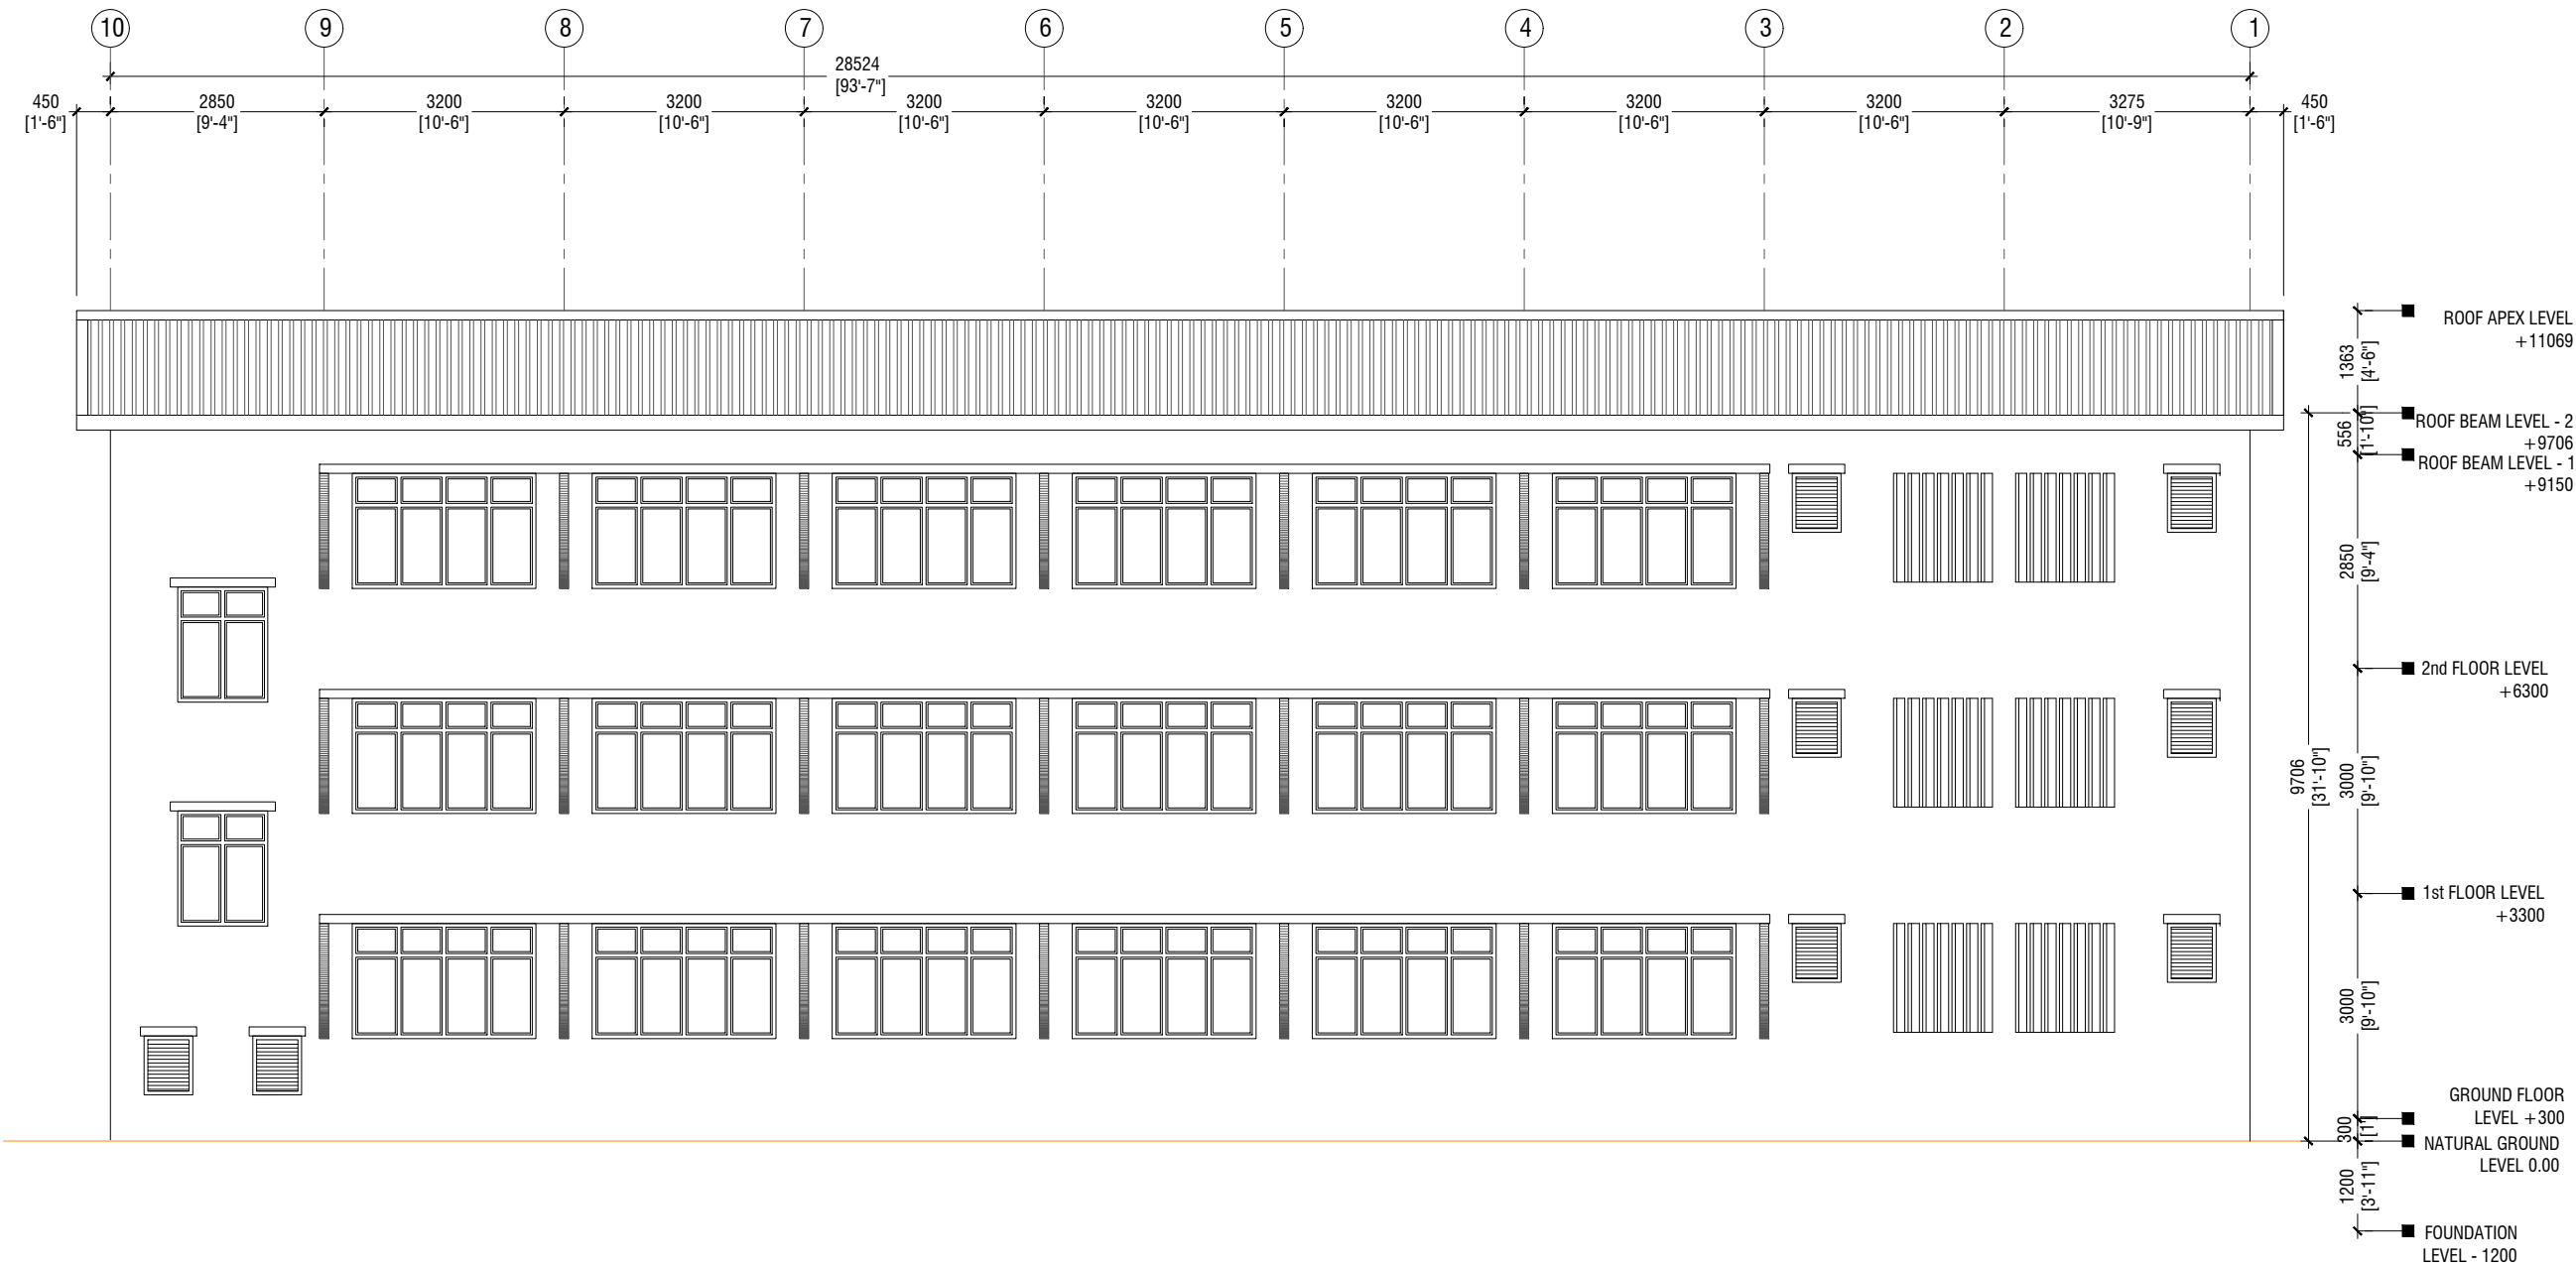 10 9 8 7 6 5 4 3 2 1
28524
[93'-7"]
450 2850 3200 3200 3200 3200 3200 3200 3200 3275 450
[1'-6"] [9'-4"] [10'-6"] [10'-6"] [10'-6"] [10'-6"] [10'-6"] [10'-6"] [10'-6"] [10'-9"] [1'-6"]
ROOF APEX LEVEL
+11069
1363
[4'-6"]
ROOF BEAM LEVEL - 2
+9706
556
[1'-10"]
ROOF BEAM LEVEL - 1
+9150
2850
[9'-4"]
2nd FLOOR LEVEL
+6300
9706
[31'-10"]
3000
[9'-10"]
1st FLOOR LEVEL
+3300
3000
[9'-10"]
GROUND FLOOR
LEVEL +300
300
[1']
NATURAL GROUND
LEVEL 0.00
1200
[3'-11"]
FOUNDATION
LEVEL - 1200